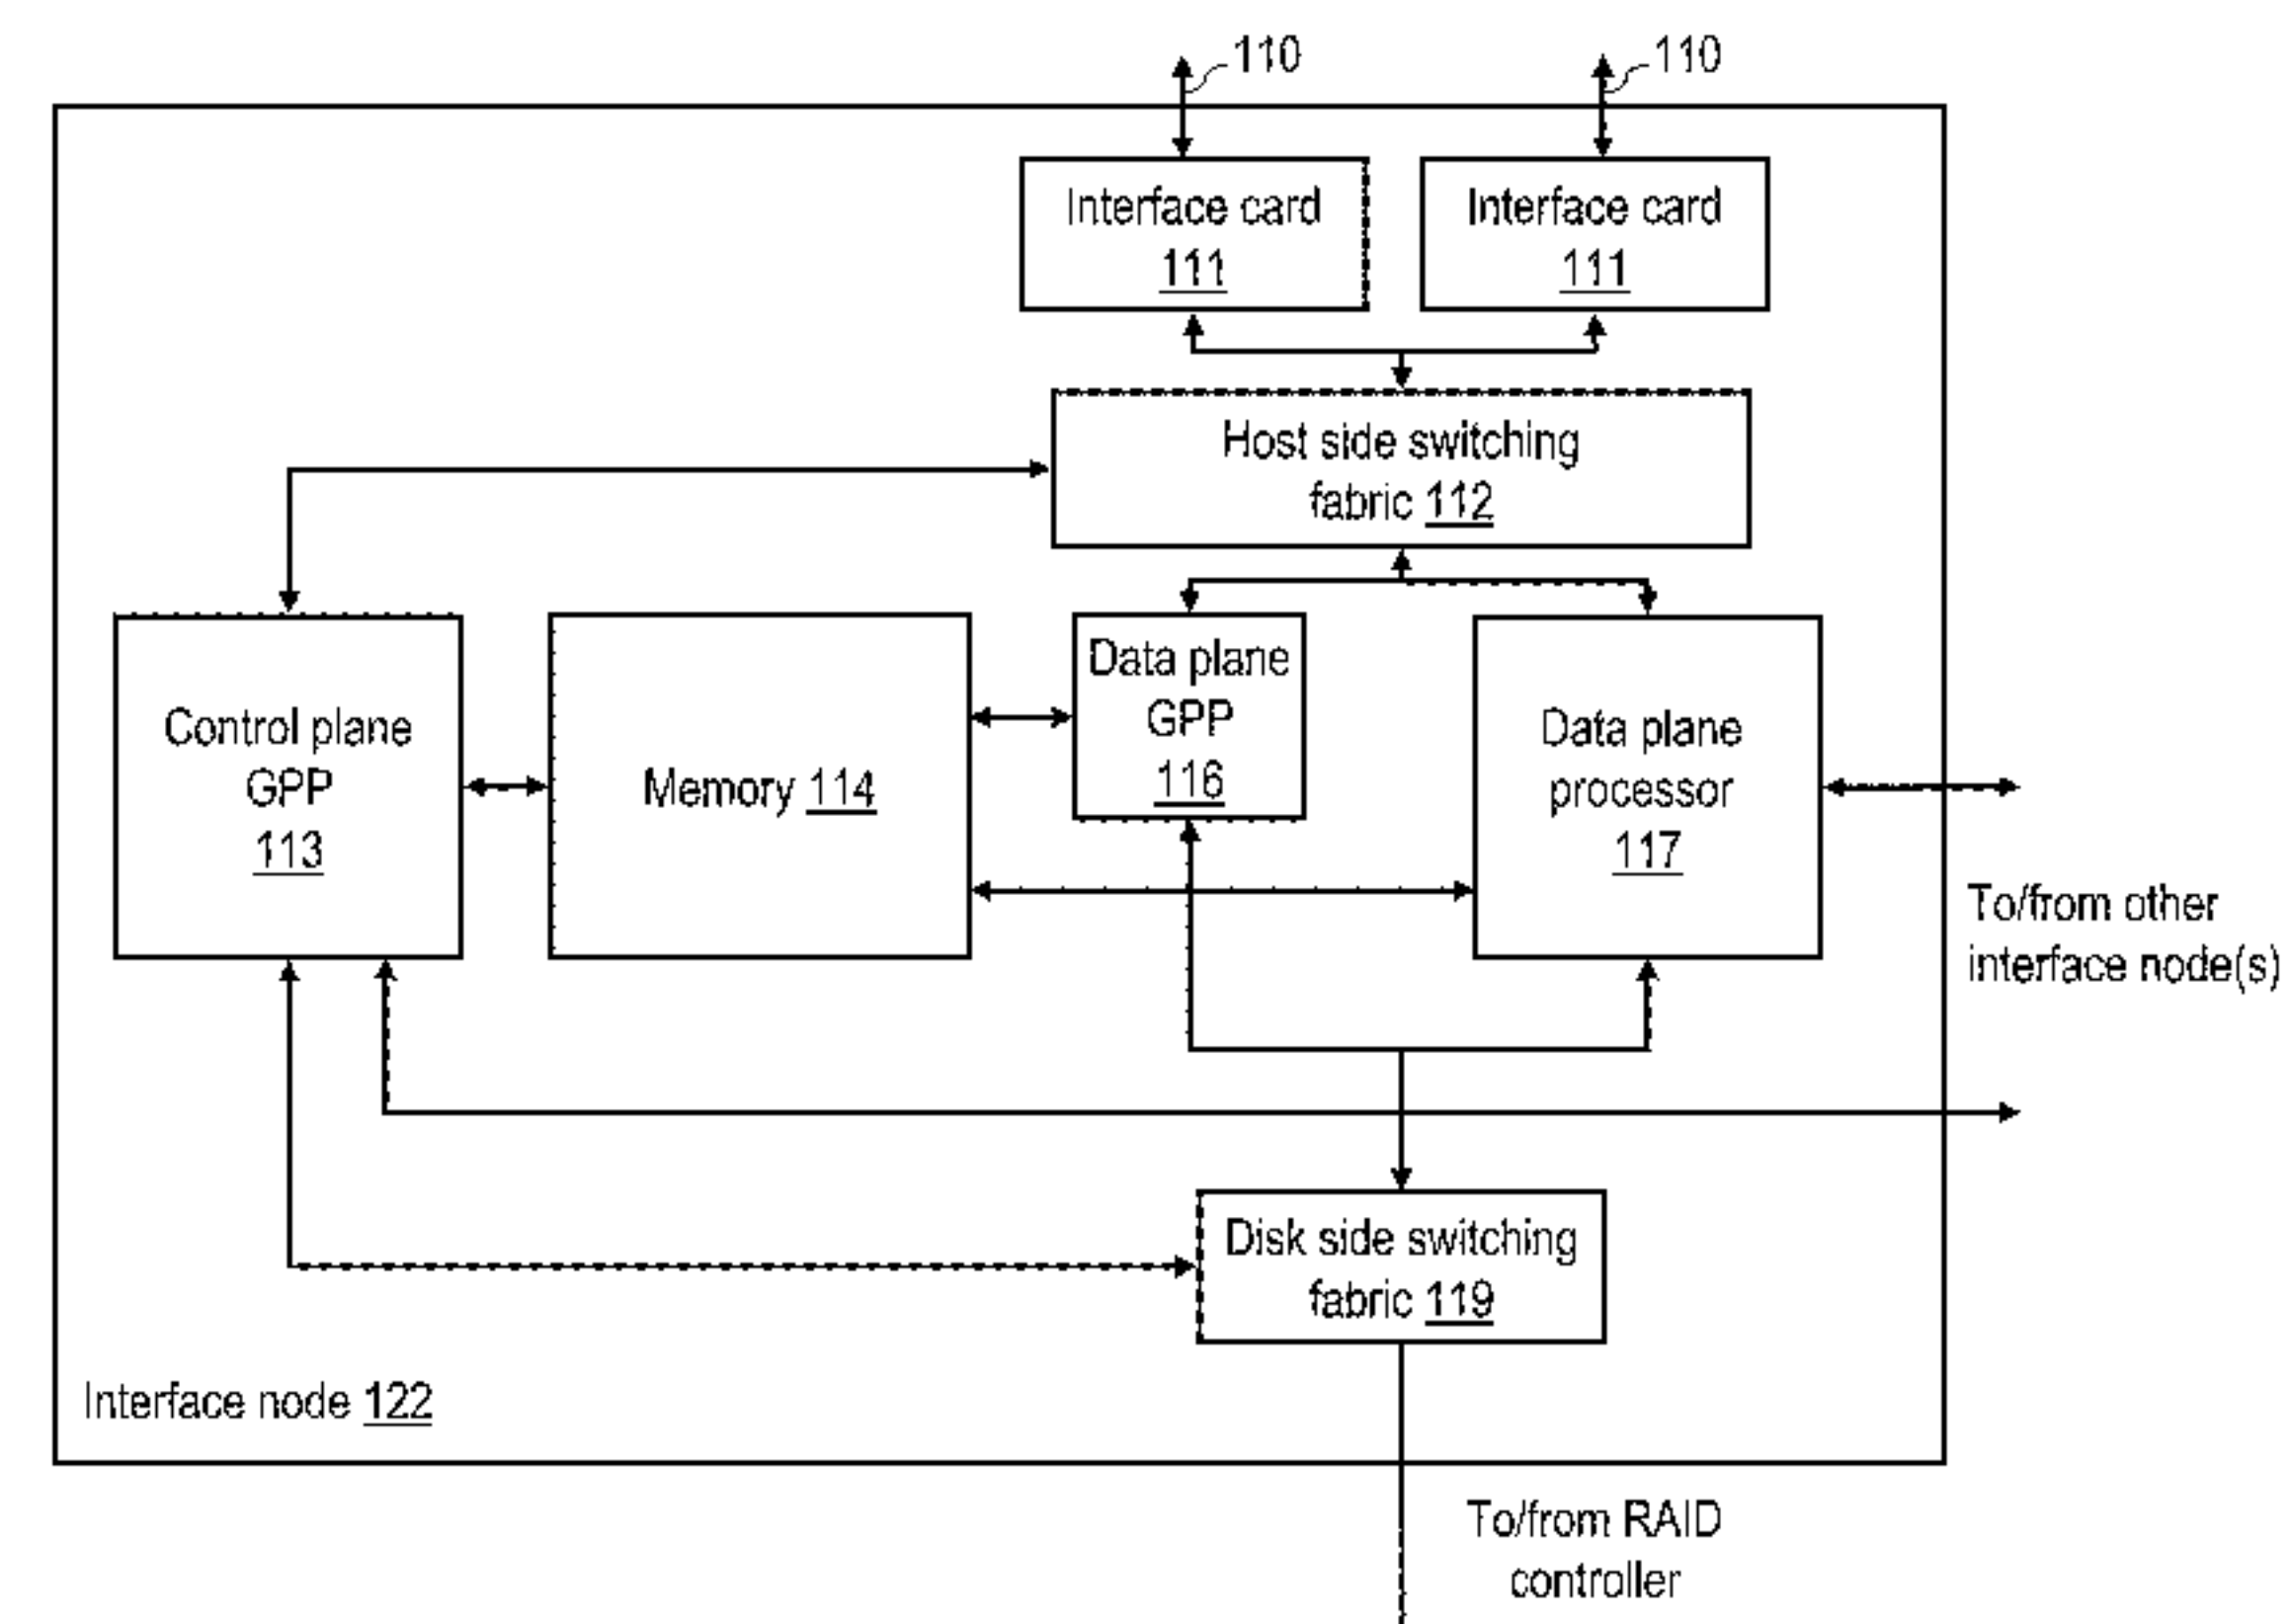 110
110
Interface card
111
Interface card
111
Host side switching
fabric 112
Control plane
GPP
113
Memory 114
Data plane
GPP
116
Data plane
processor
117
To/from other
interface node(s)
Disk side switching
fabric 119
Interface node 122
To/from RAID
controller